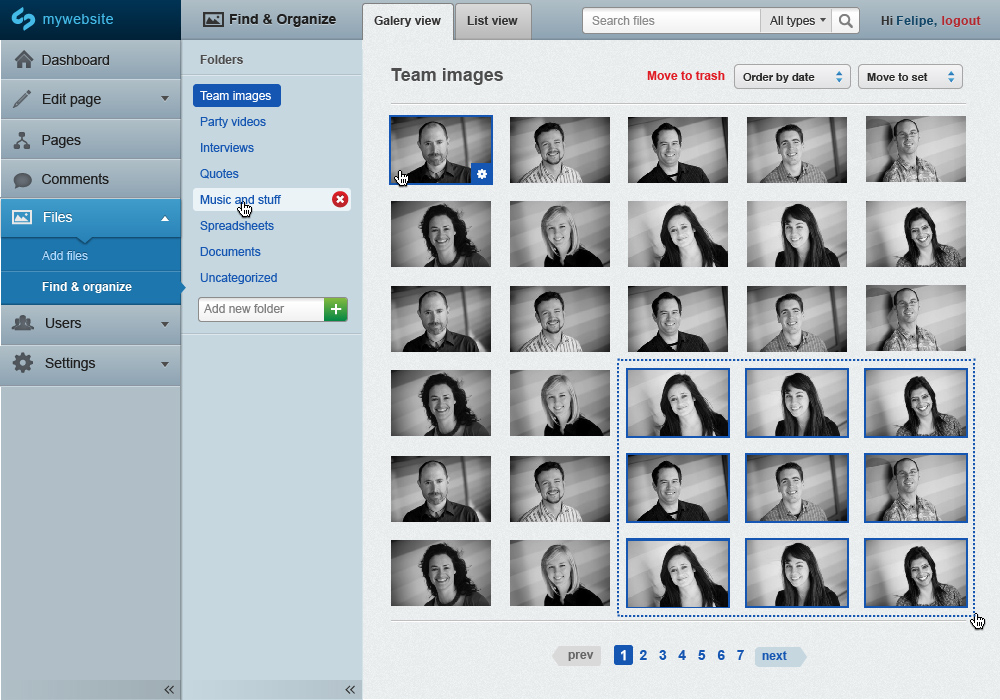 mywebsite
Find & Organize
Galery view
List view
Search files
All types
Hi Felipe, logout
Dashboard
Edit page
Pages
Comments
Files
Add files
Find & organize
Users
Settings
Folders
Team images
Party videos
Interviews
Quotes
Music and stuff
Spreadsheets
Documents
Uncategorized
Add new folder
Team images
Move to trash
Order by date
Move to set
prev 1 2 3 4 5 6 7 next